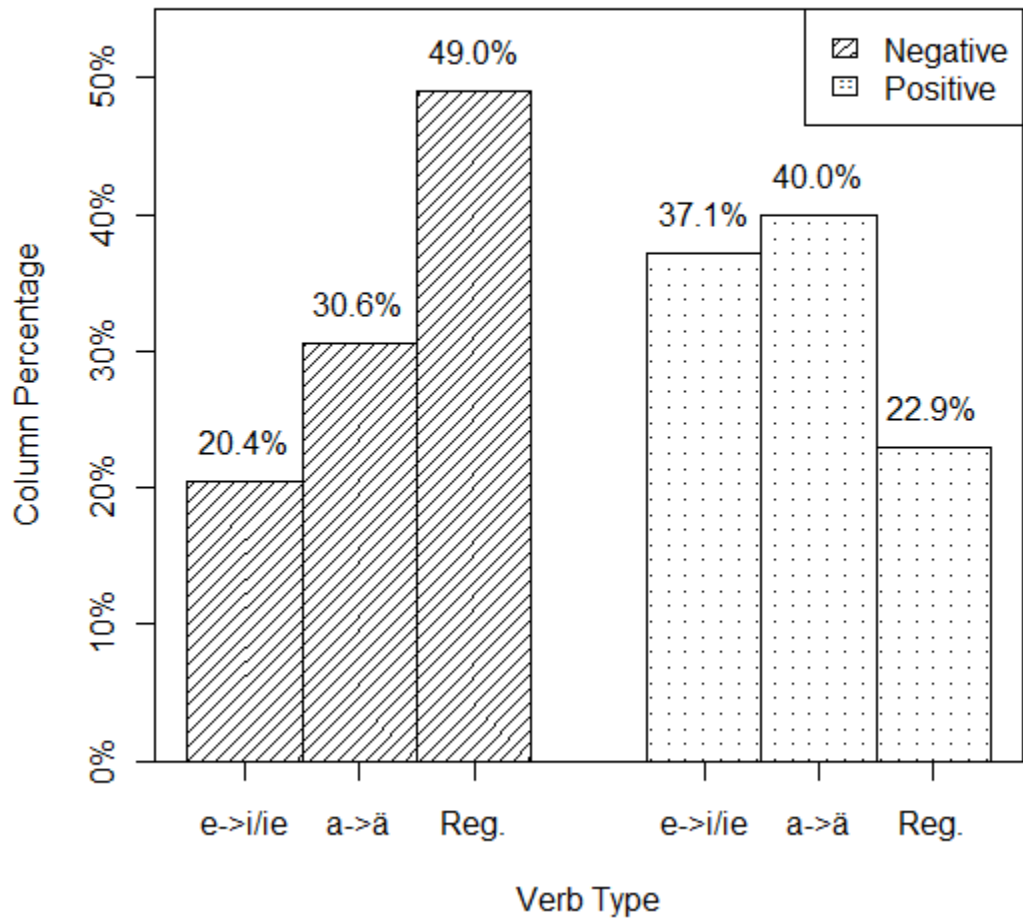 Negative
Positive
49.0%
40.0%
37.1%
30.6%
22.9%
20.4%
Column Percentage
50%
40%
30%
20%
10%
0%
e->i/ie a->ä Reg. e->i/ie a->ä Reg.
Verb Type